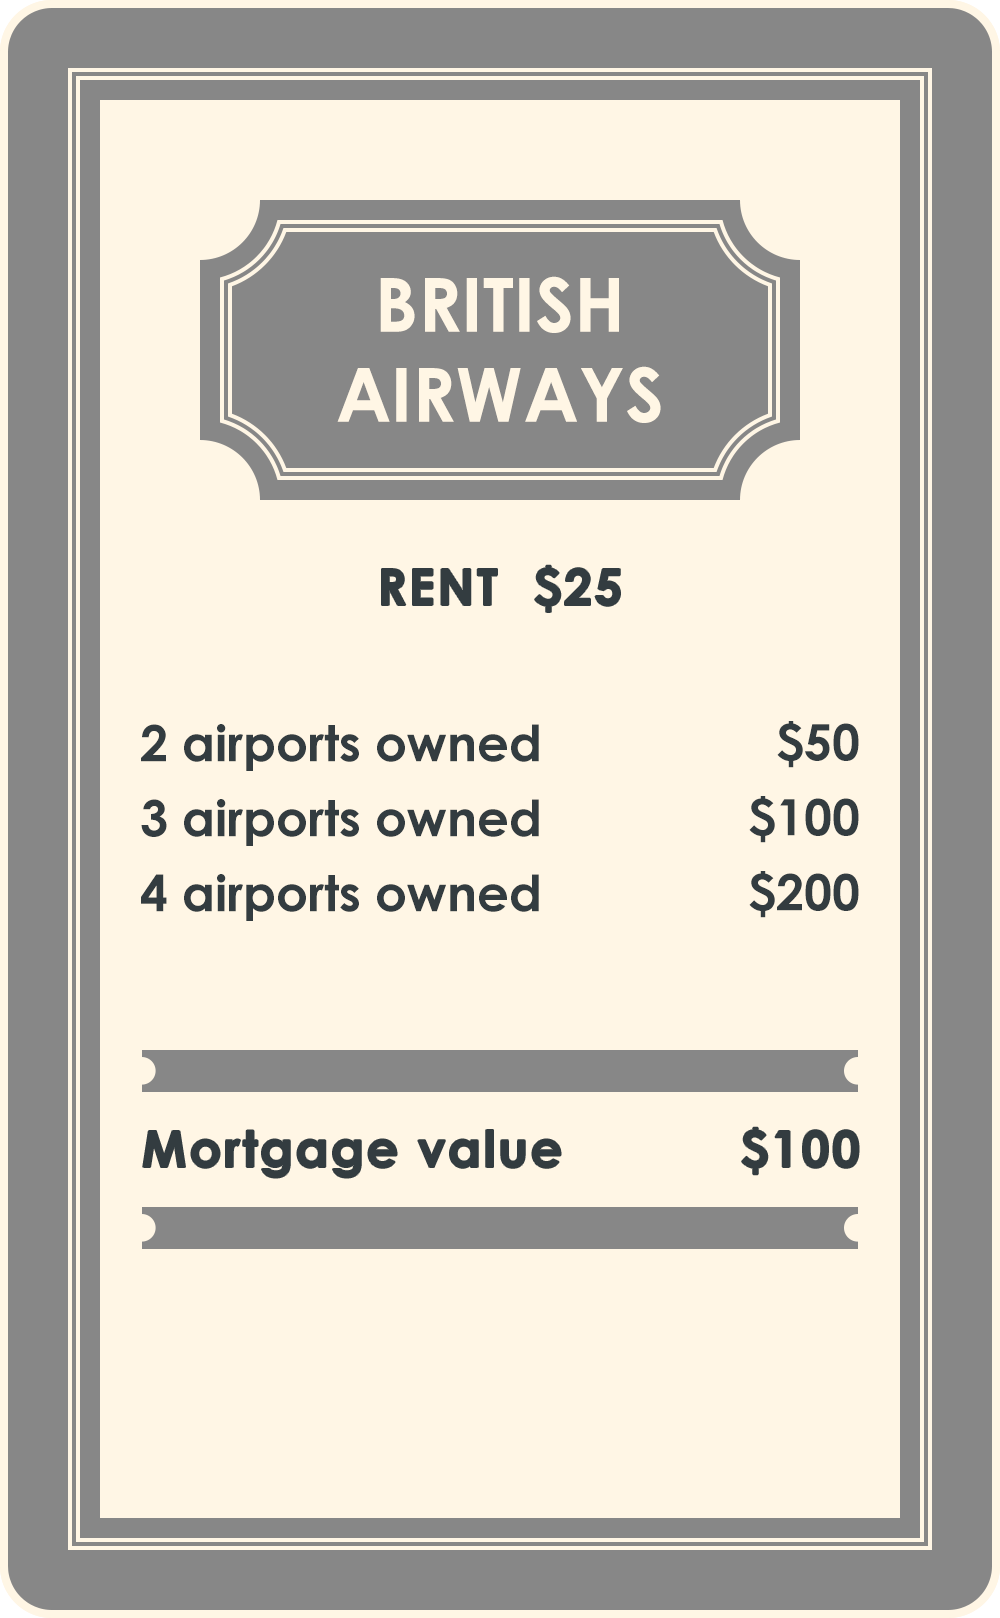 BRITISH
AIRWAYS
RENT $25
2 airports owned $50
3 airports owned $100
4 airports owned $200
Mortgage value $100